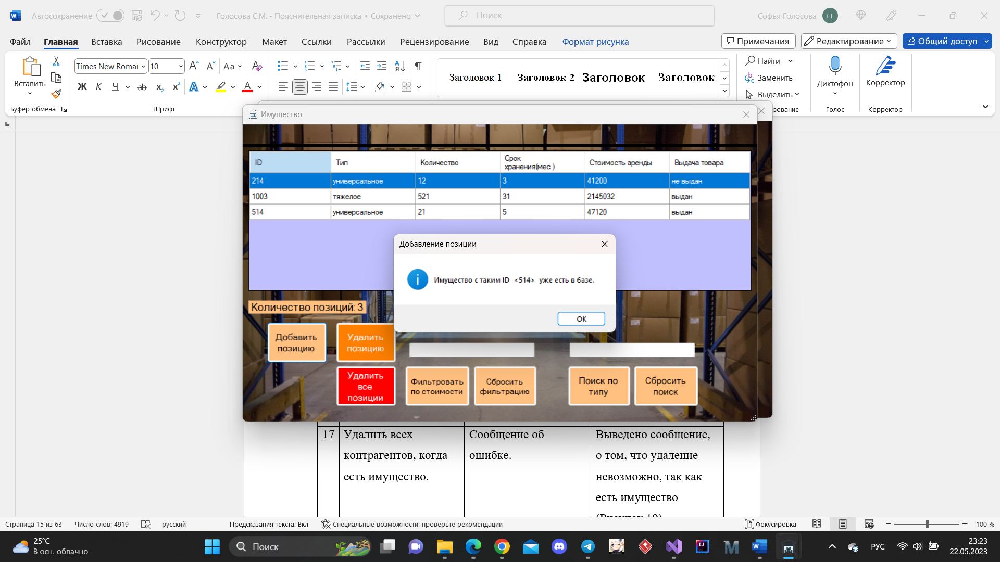 Автосохранение
Голосова С.М. - Пояснительная записка • Сохранено
Поиск
Софья Голосова
СГ
Файл Главная Вставка Рисование Конструктор Макет Ссылки Рассылки Рецензирование Вид Справка Формат рисунка
Примечания
Редактирование
Общий доступ
Вставить
Буфер обмена
Times New Roman
10
Шрифт
Заголовок 1
Заголовок 2
Заголовок
Заголовок
Найти
Заменить
Выделить
рование
Диктофон
Голос
Корректор
Корректор
Имущество
ID Тип Количество Срок хранения(мес.) Стоимость аренды Выдача товара
214 универсальное 12 3 41200 не выдан
1003 тяжелое 521 31 2145032 выдан
514 универсальное 21 5 47120 выдан
Добавление позиции
Имущество с таким ID <514> уже есть в базе.
ОК
Количество позиций: 3
Добавить позицию
Удалить позицию
Удалить все позиции
Фильтровать по стоимости
Сбросить фильтрацию
Поиск по типу
Сбросить поиск
17 Удалить всех Сообщение об Выведено сообщение,
контрагентов, когда ошибке. о том, что удаление
есть имущество. невозможно, так как
есть имущество
Страница 15 из 63
Число слов: 4919
русский
Предсказания текста: Вкл
Специальные возможности: проверьте рекомендации
Фокусировка
100 %
25°C
В осн. облачно
Поиск
РУС
23:23
22.05.2023